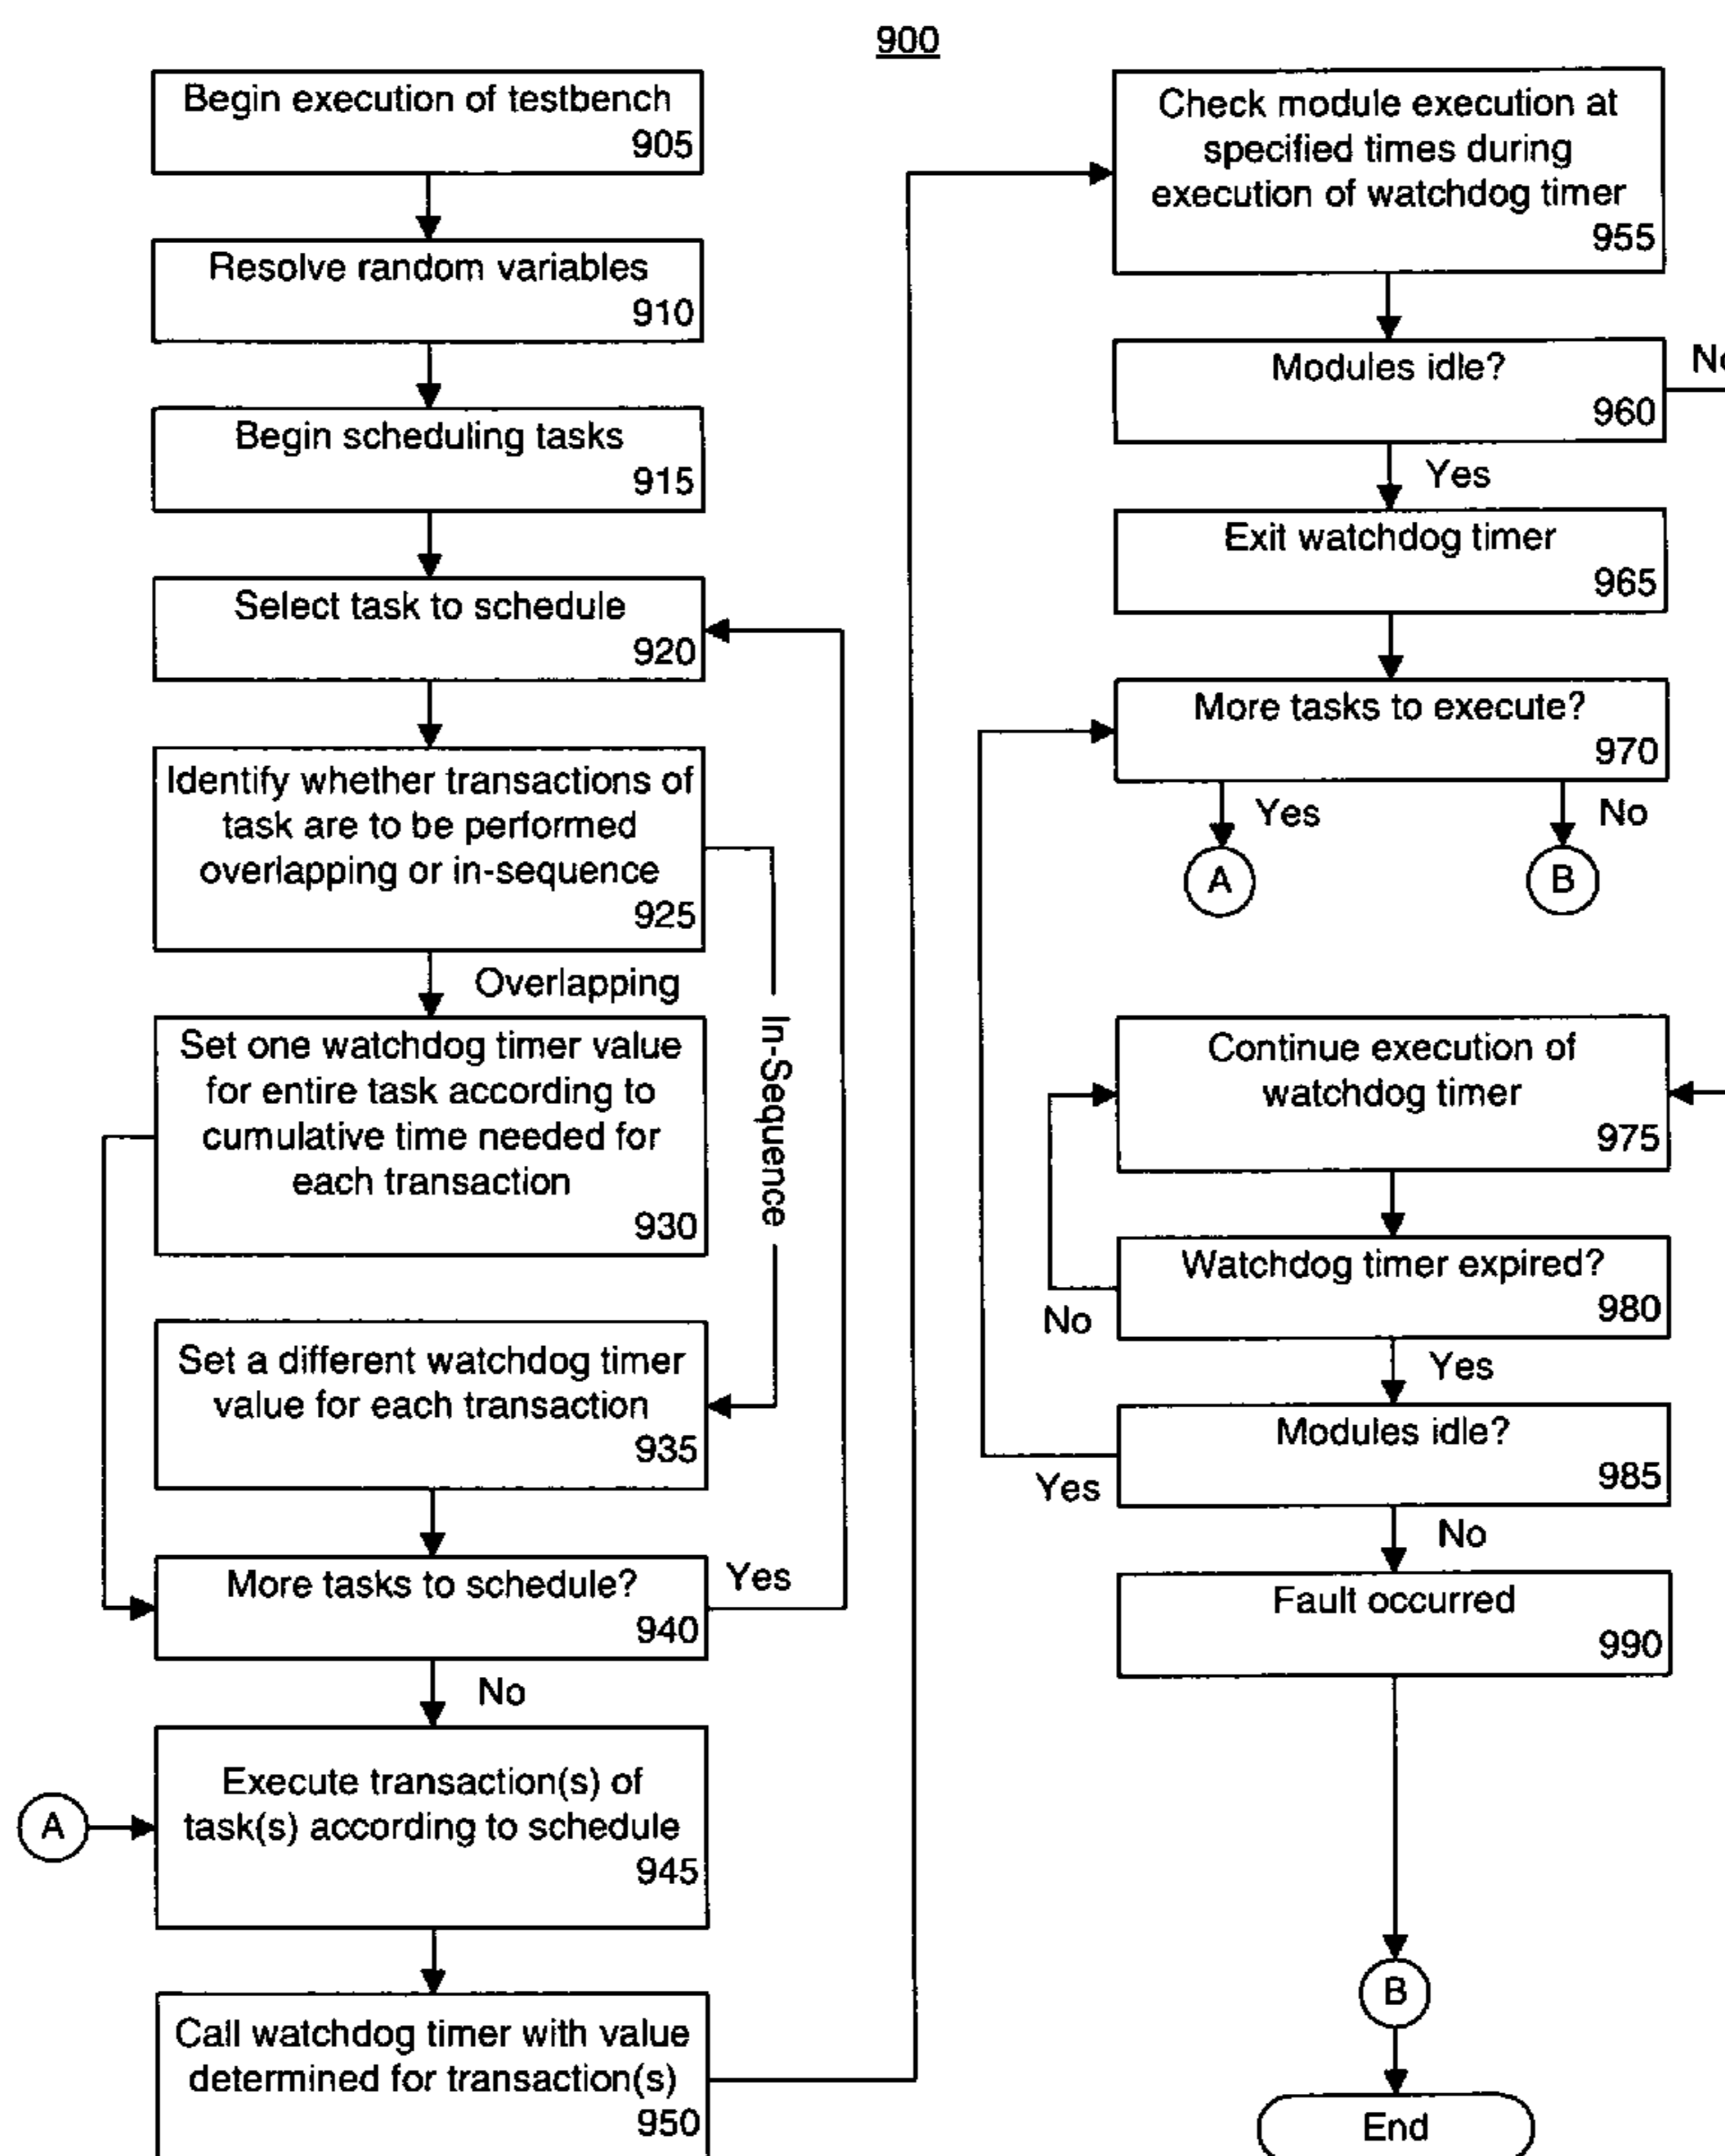 900
Begin execution of testbench
905
Resolve random variables
910
Begin scheduling tasks
915
Select task to schedule
920
Identify whether transactions of
task are to be performed
overlapping or in-sequence
925
Overlapping
In-Sequence
Set one watchdog timer value
for entire task according to
cumulative time needed for
each transaction
930
Set a different watchdog timer
value for each transaction
935
More tasks to schedule?
940
Yes
No
A
Execute transaction(s) of
task(s) according to schedule
945
Call watchdog timer with value
determined for transaction(s)
950
Check module execution at
specified times during
execution of watchdog timer
955
Modules idle?
960
No
Yes
Exit watchdog timer
965
More tasks to execute?
970
Yes
No
A
B
Continue execution of
watchdog timer
975
Watchdog timer expired?
980
No
Yes
Modules idle?
985
Yes
No
Fault occurred
990
B
End